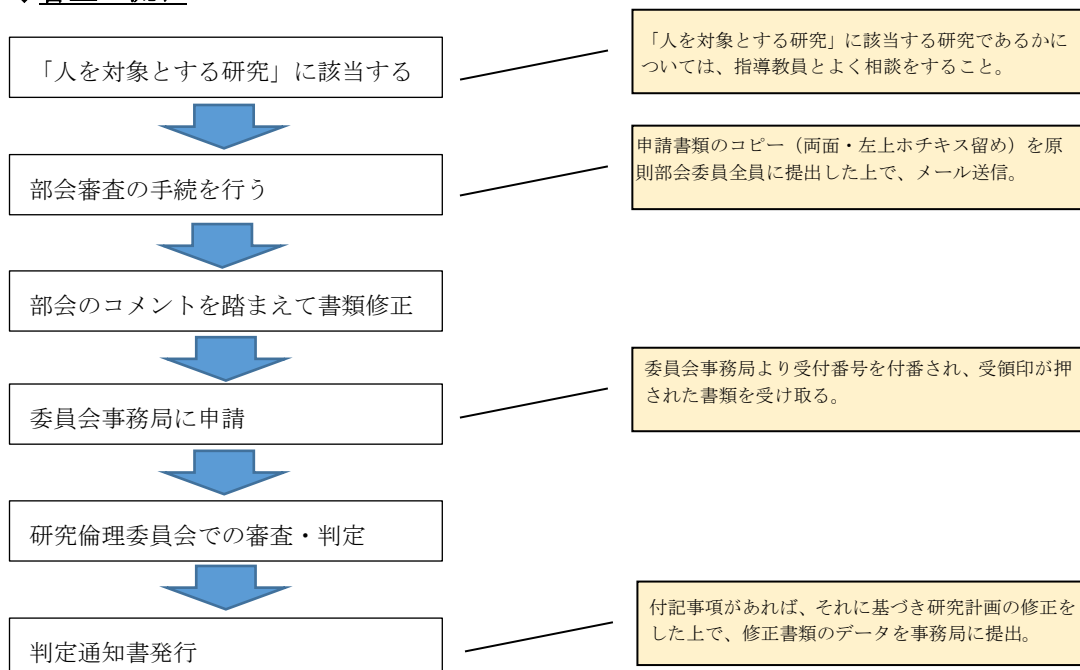 「人を対象とする研究」に該当する
「人を対象とする研究」に該当する研究であるかに
ついては、指導教員とよく相談をすること。
部会審査の手続を行う
申請書類のコピー（両面・左上ホチキス留め）を原
則部会委員全員に提出した上で、メール送信。
部会のコメントを踏まえて書類修正
委員会事務局に申請
委員会事務局より受付番号を付番され、受領印が押
された書類を受け取る。
研究倫理委員会での審査・判定
判定通知書発行
付記事項があれば、それに基づき研究計画の修正を
した上で、修正書類のデータを事務局に提出。